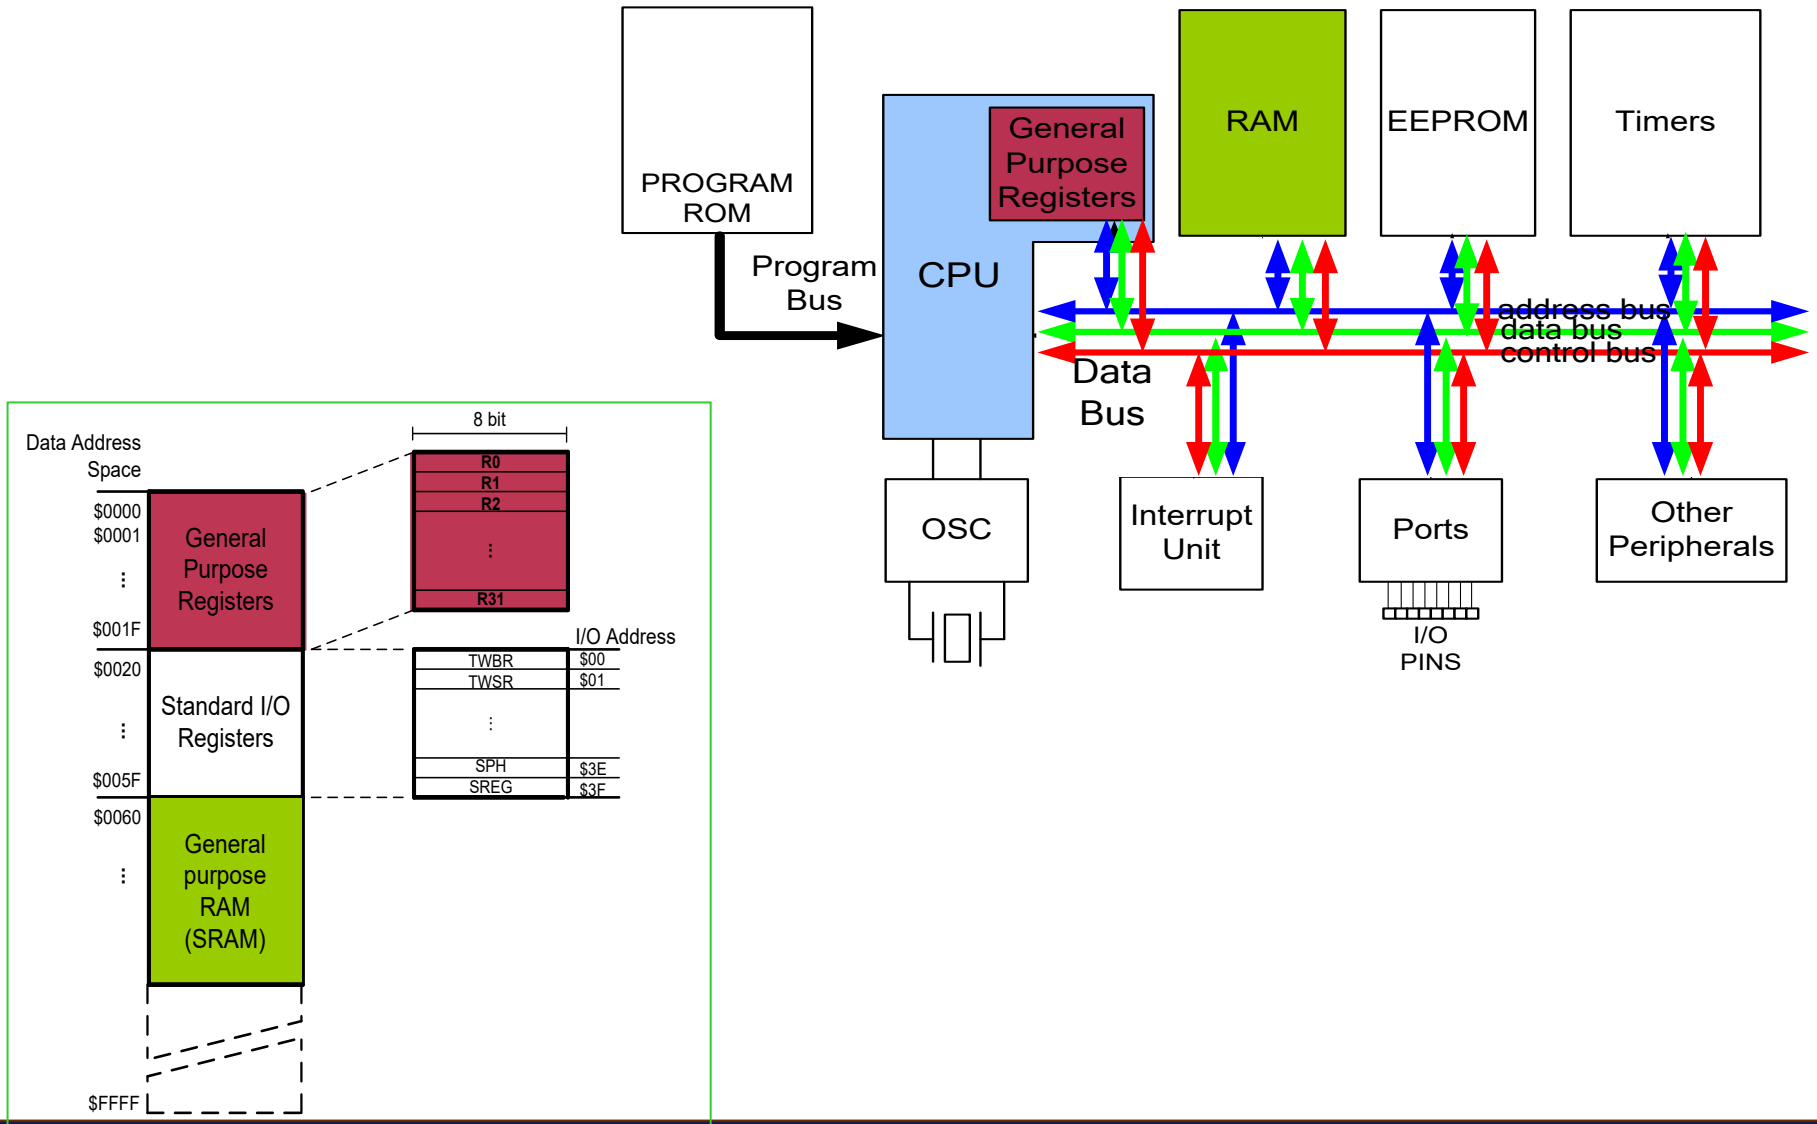 PROGRAM
ROM
Program
Bus
CPU
General
Purpose
Registers
RAM
EEPROM
Timers
address bus
data bus
control bus
Data
Bus
OSC
Interrupt
Unit
Ports
I/O
PINS
Other
Peripherals
Data Address
Space
$0000
$0001
⋮
$001F
$0020
⋮
$005F
$0060
⋮
$FFFF
General
Purpose
Registers
Standard I/O
Registers
General
purpose
RAM
(SRAM)
8 bit
R0
R1
R2
⋮
R31
I/O Address
TWBR $00
TWSR $01
⋮
SPH $3E
SREG $3F